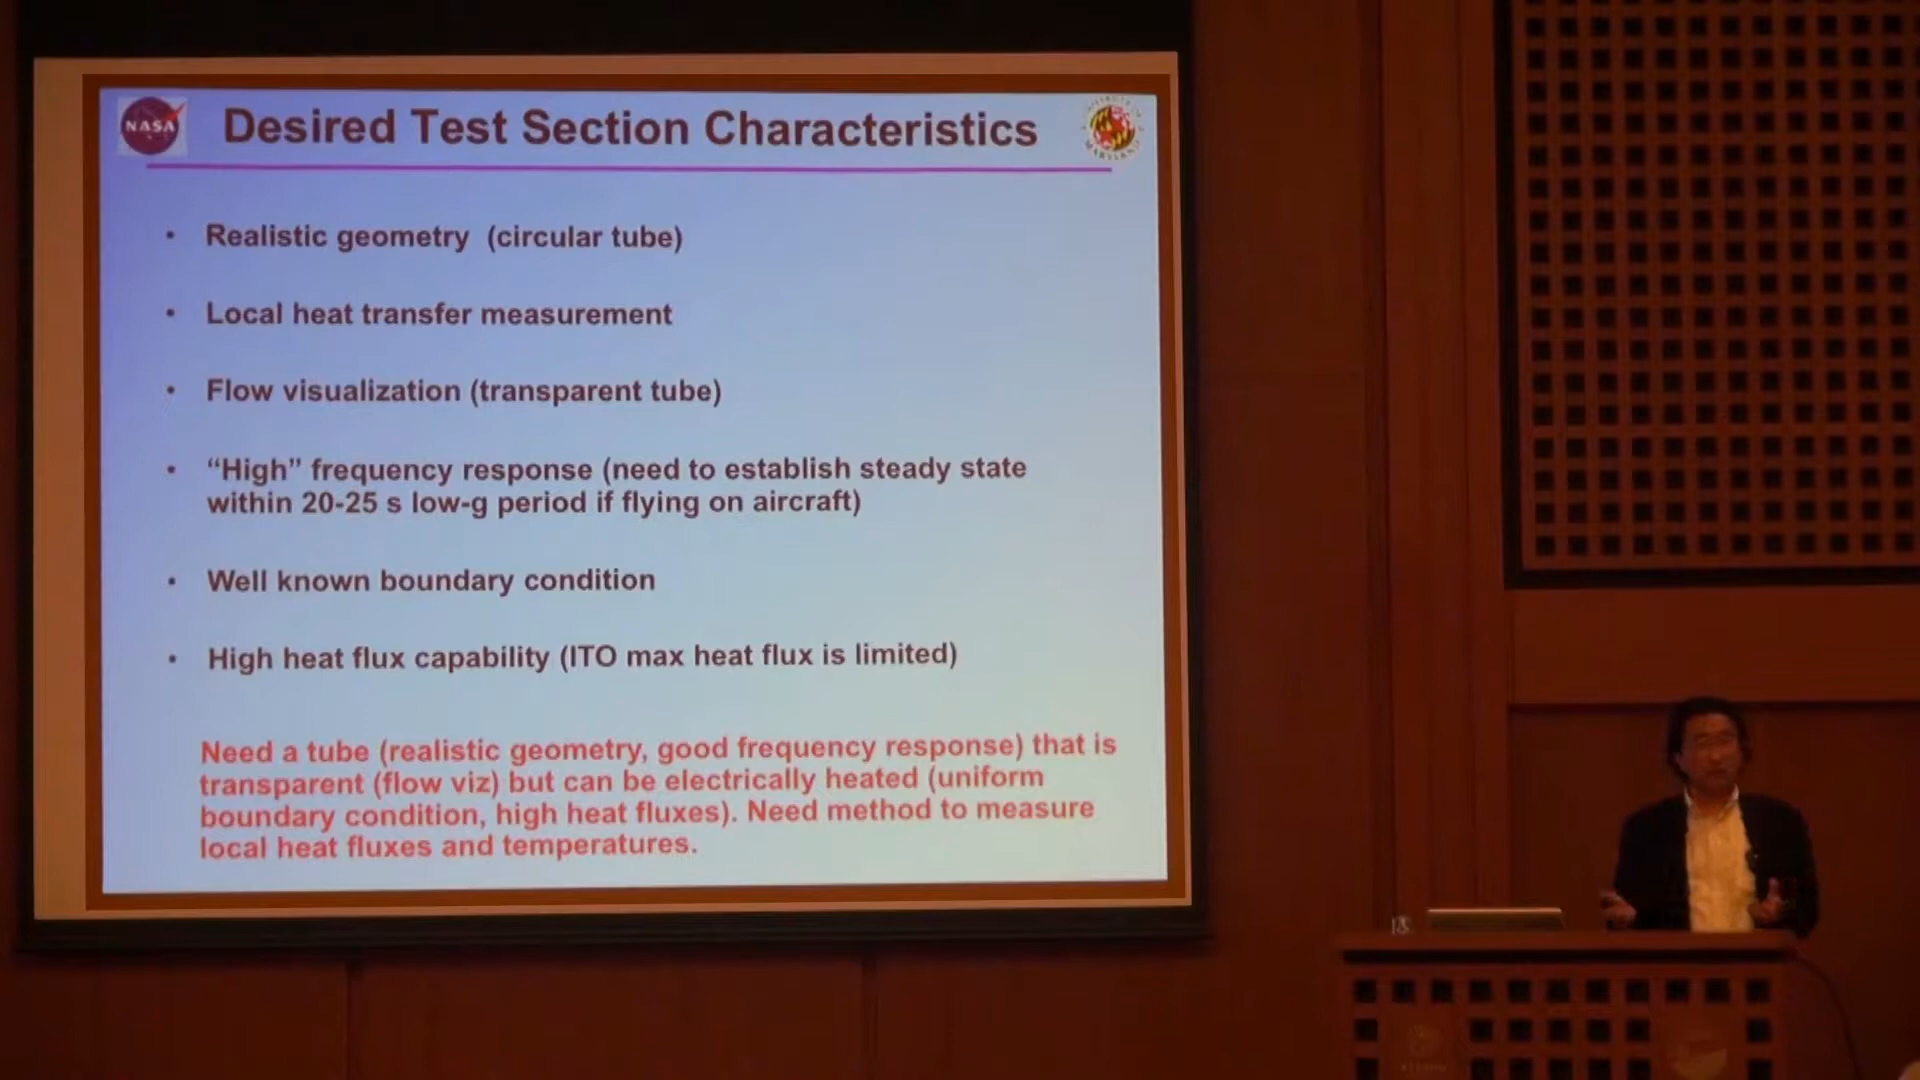 NASA
Desired Test Section Characteristics
MARYLAND
• Realistic geometry (circular tube)
• Local heat transfer measurement
• Flow visualization (transparent tube)
• “High” frequency response (need to establish steady state
within 20-25 s low-g period if flying on aircraft)
• Well known boundary condition
• High heat flux capability (ITO max heat flux is limited)
Need a tube (realistic geometry, good frequency response) that is
transparent (flow viz) but can be electrically heated (uniform
boundary condition, high heat fluxes). Need method to measure
local heat fluxes and temperatures.